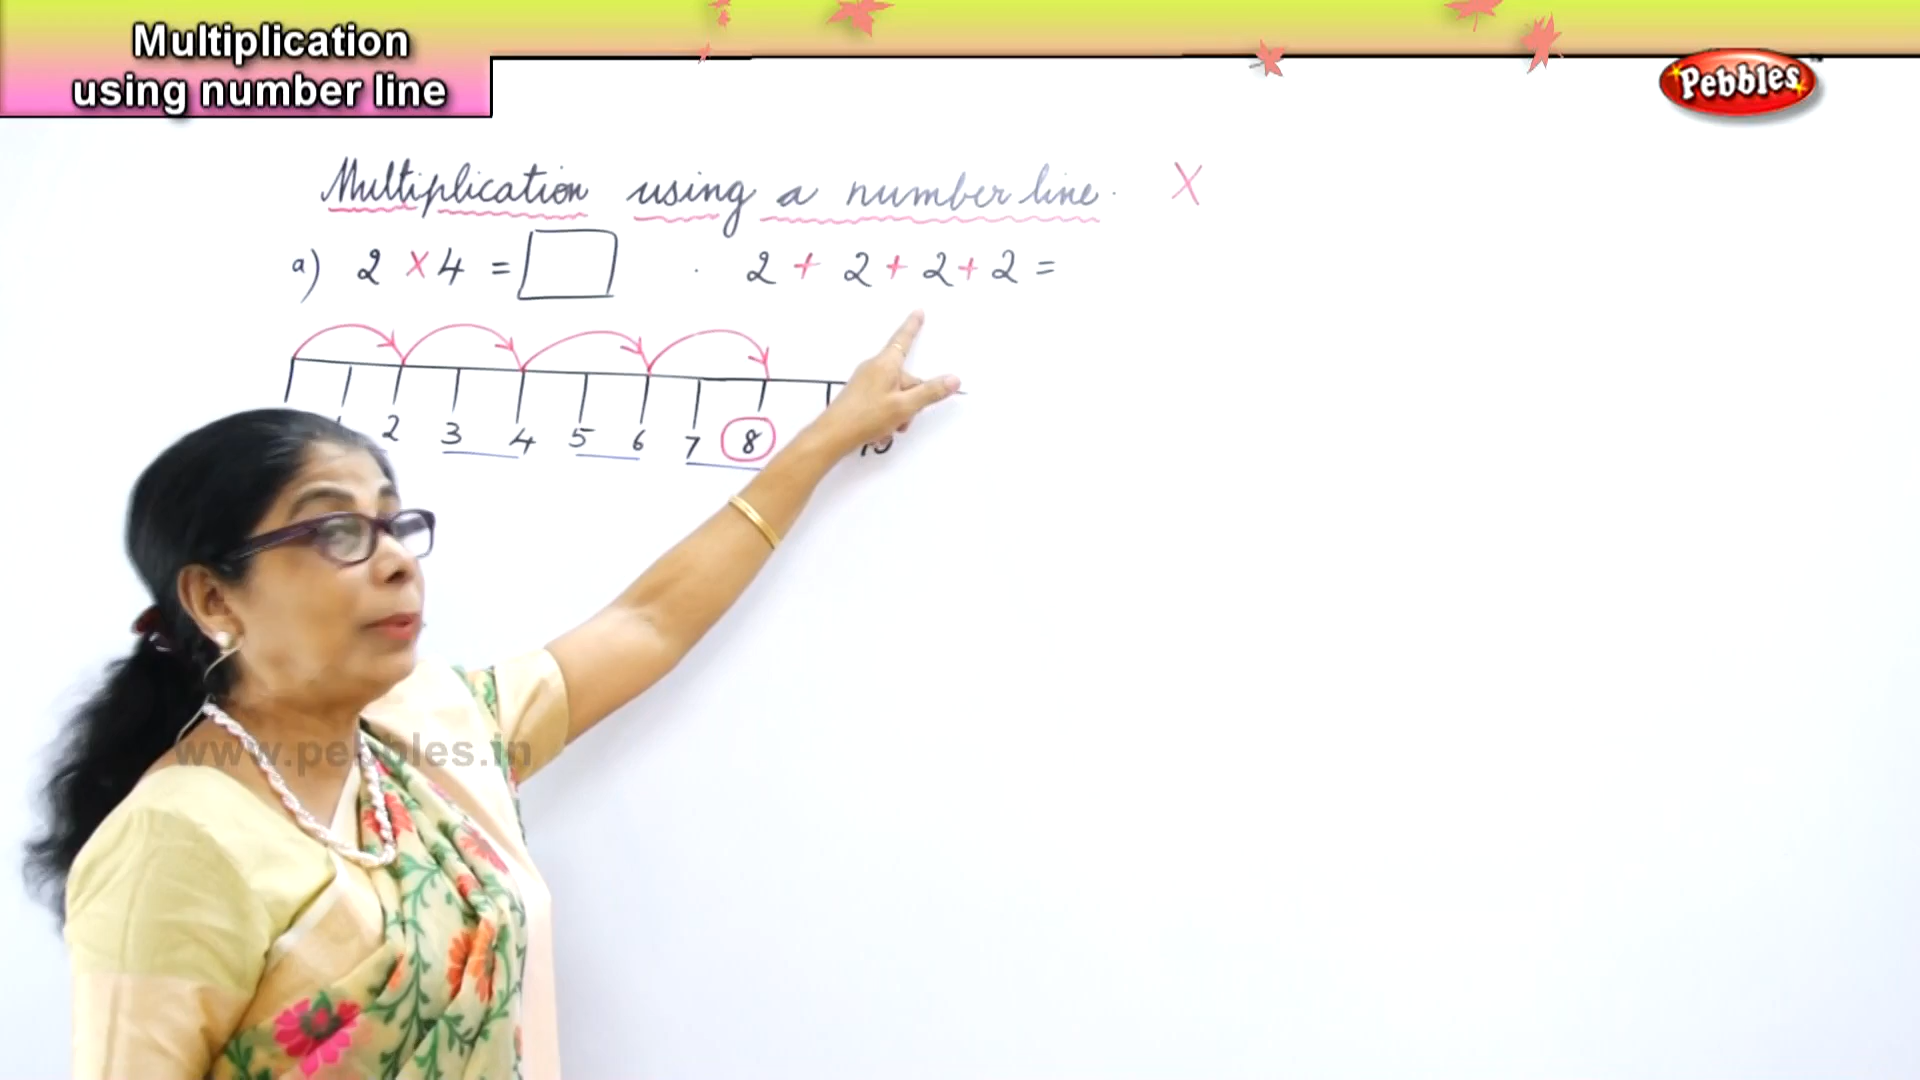 Multiplication
using number line
Pebbles
Multiplication using a number line. X
a) 2 X 4 = 2 + 2 + 2 + 2 =
2 3 4 5 6 7 8 10
www.pebbles.in